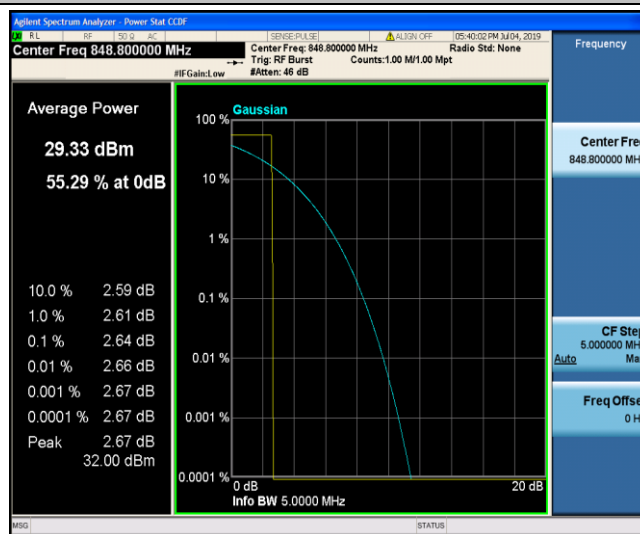 Agilent Spectrum Analyzer - Power Stat CCDF
RL RF 50 Ω AC SENSE:PULSE ALIGN OFF 05:40:02 PM Jul 04, 2019
Center Freq 848.800000 MHz
Center Freq: 848.800000 MHz Radio Std: None
Trig: RF Burst Counts:1.00 M/1.00 Mpt
#IFGain:Low #Atten: 46 dB
Frequency
Average Power
29.33 dBm
55.29 % at 0dB
10.0 % 2.59 dB
1.0 % 2.61 dB
0.1 % 2.64 dB
0.01 % 2.66 dB
0.001 % 2.67 dB
0.0001 % 2.67 dB
Peak 2.67 dB
32.00 dBm
Gaussian
100 %
10 %
1 %
0.1 %
0.01 %
0.001 %
0.0001 %
0 dB 20 dB
Info BW 5.0000 MHz
Center Fre
848.800000 MH
CF Ste
5.000000 MH
Auto Ma
Freq Offse
0 H
MSG STATUS